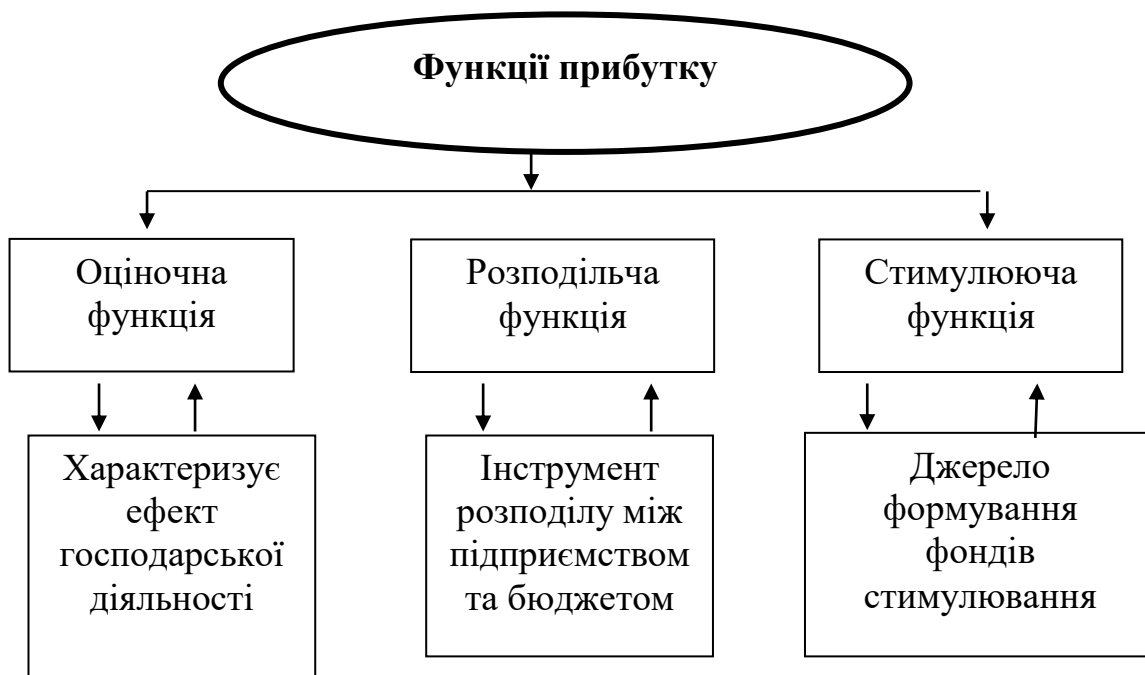 Функції прибутку
Оціночна
функція
Розподільча
функція
Стимулююча
функція
Характеризує
ефект
господарської
діяльності
Інструмент
розподілу між
підприємством
та бюджетом
Джерело
формування
фондів
стимулювання